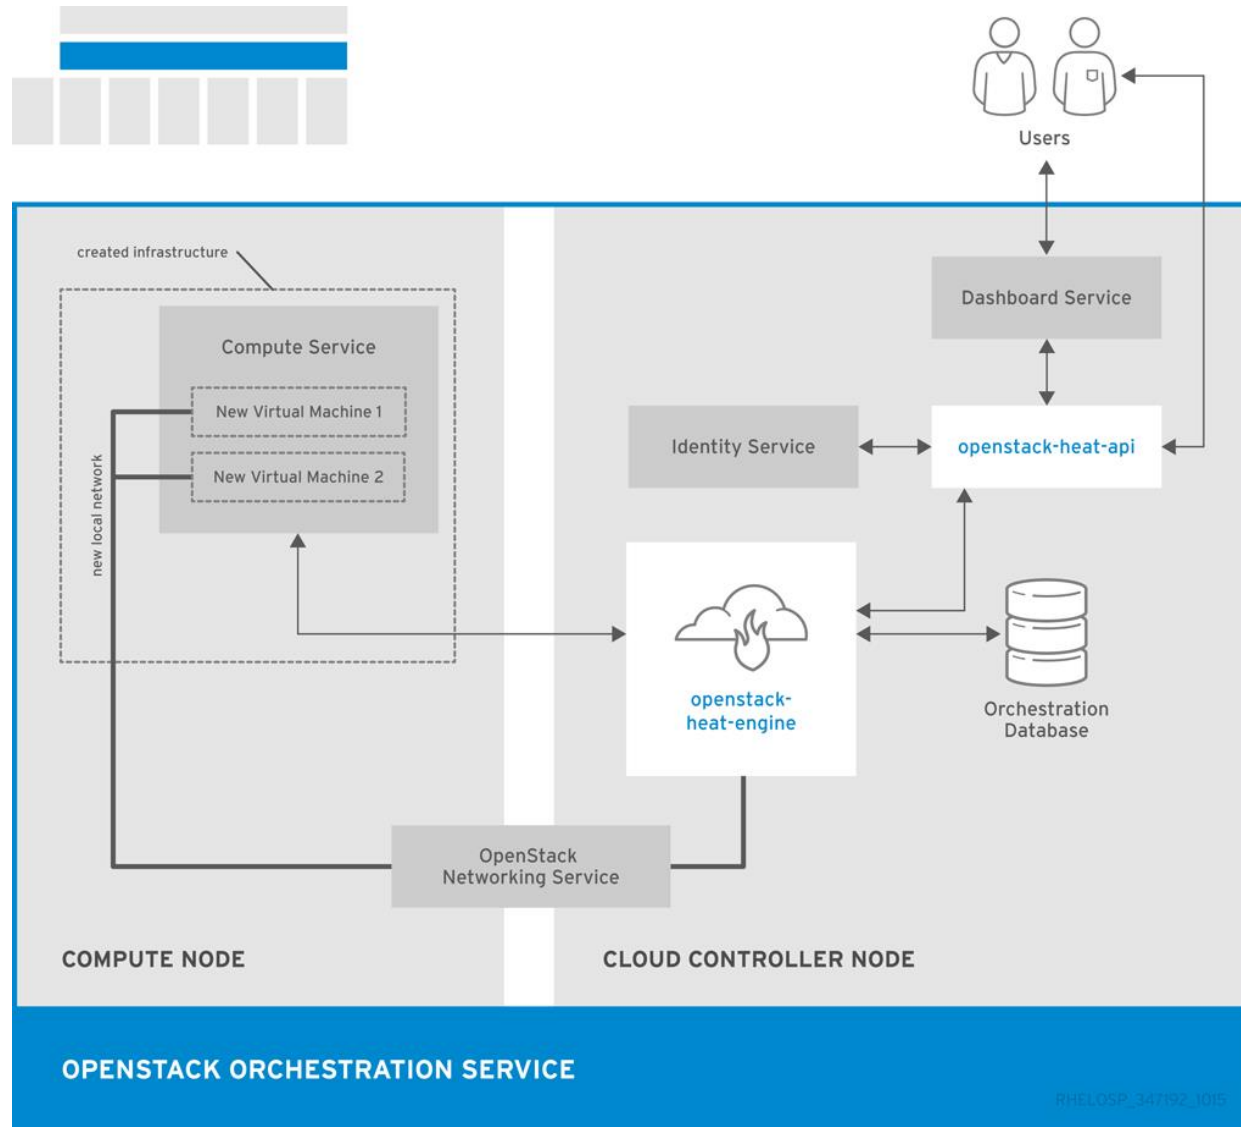 Users
created infrastructure
Dashboard Service
Compute Service
New Virtual Machine 1
New Virtual Machine 2
new local network
Identity Service
openstack-heat-api
openstack-
heat-engine
Orchestration
Database
OpenStack
Networking Service
COMPUTE NODE
CLOUD CONTROLLER NODE
OPENSTACK ORCHESTRATION SERVICE
RHELOSP_347192_1015